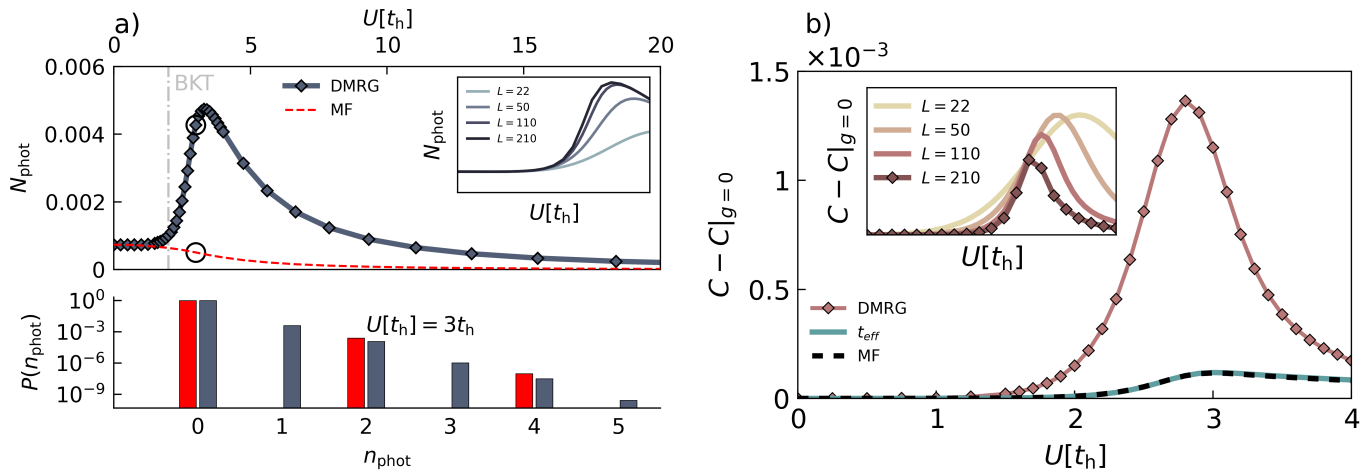 a)
U[t_h]
0 5 10 15 20
0.006
0.004
0.002
0
N_phot
BKT
DMRG
MF
N_phot
L = 22
L = 50
L = 110
L = 210
U[t_h]
10^0
10^-3
10^-6
10^-9
P(n_phot)
U[t_h] = 3t_h
0 1 2 3 4 5
n_phot
b)
×10^-3
1.5
1
0.5
0
C − C|_{g = 0}
L = 22
L = 50
L = 110
L = 210
C − C|_{g = 0}
U[t_h]
DMRG
t_eff
MF
0 1 2 3 4
U[t_h]